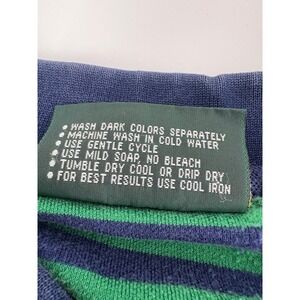 • WASH DARK COLORS SEPARATELY
• MACHINE WASH IN COLD WATER
• USE GENTLE CYCLE
• USE MILD SOAP, NO BLEACH
• TUMBLE DRY COOL OR DRIP DRY
• FOR BEST RESULTS USE COOL IRON